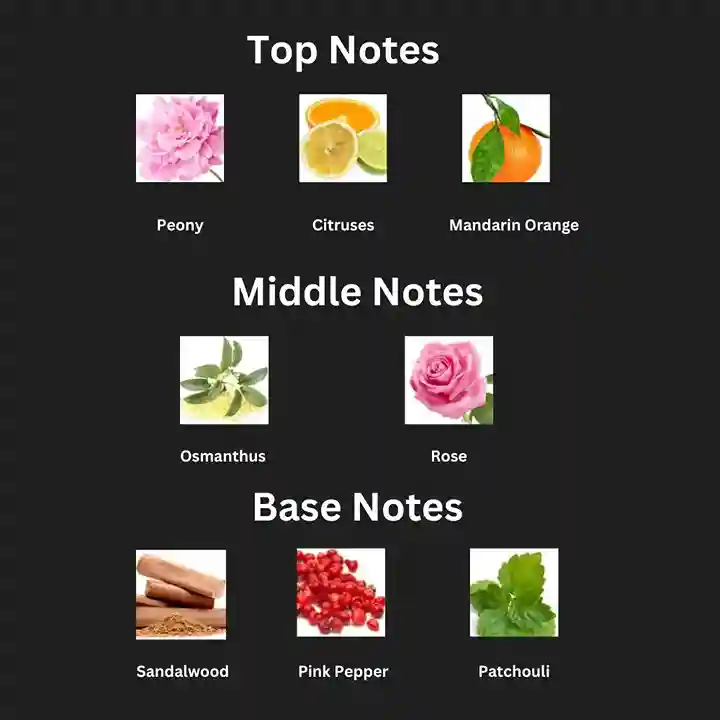 Top Notes
Peony
Citruses
Mandarin Orange
Middle Notes
Osmanthus
Rose
Base Notes
Sandalwood
Pink Pepper
Patchouli